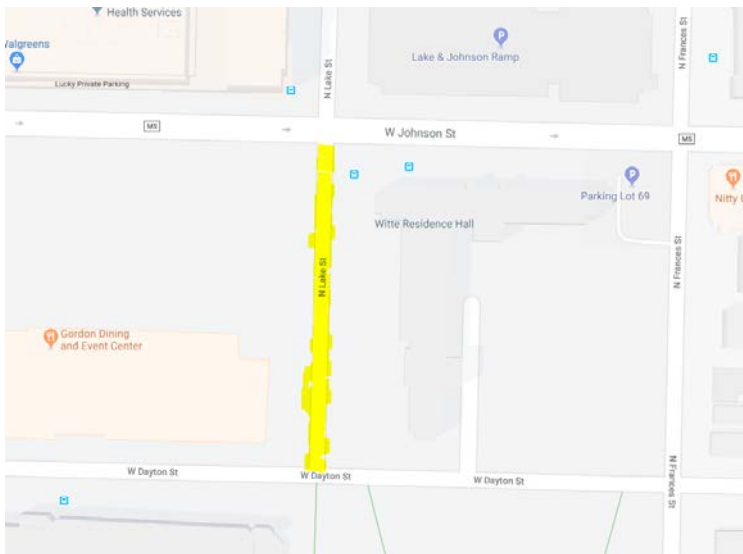 Health Services
Walgreens
Lucky Private Parking
N Lake St
P
Lake & Johnson Ramp
N Frances St
M5
W Johnson St
M5
P
Parking Lot 69
Nitty
Witte Residence Hall
N Lake St
N Frances St
Gordon Dining
and Event Center
W Dayton St
W Dayton St
W Dayton St
N Frances St